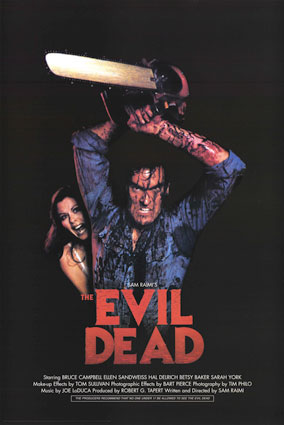 SAM RAIMI'S
THE
EVIL
DEAD
Starring BRUCE CAMPBELL ELLEN SANDWEISS HAL DELRICH BETSY BAKER SARAH YORK
Make-up Effects by TOM SULLIVAN Photographic Effects by BART PIERCE Photography by TIM PHILO
Music by JOE LoDUCA Produced by ROBERT G. TAPERT Written and Directed by SAM RAIMI
THE PRODUCERS RECOMMEND THAT NO ONE UNDER 17 BE ALLOWED TO SEE THE EVIL DEAD